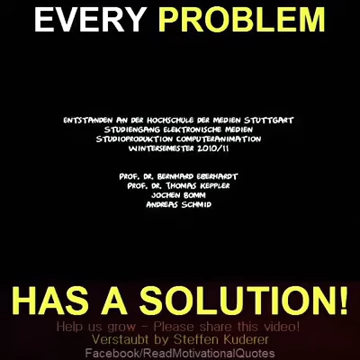 EVERY PROBLEM
ENTSTANDEN AN DER HOCHSCHULE DER MEDIEN STUTTGART
STUDIENGANG ELEKTRONISCHE MEDIEN
STUDIOPRODUKTION COMPUTERANIMATION
WINTERSEMESTER 2010/11
PROF. DR. BERNHARD EBERHARDT
PROF. DR. THOMAS KEPPLER
JOCHEN BOMM
ANDREAS SCHMID
HAS A SOLUTION!
Help us grow - Please share this video!
Verstaubt by Steffen Kuderer
Facebook/ReadMotivationalQuotes